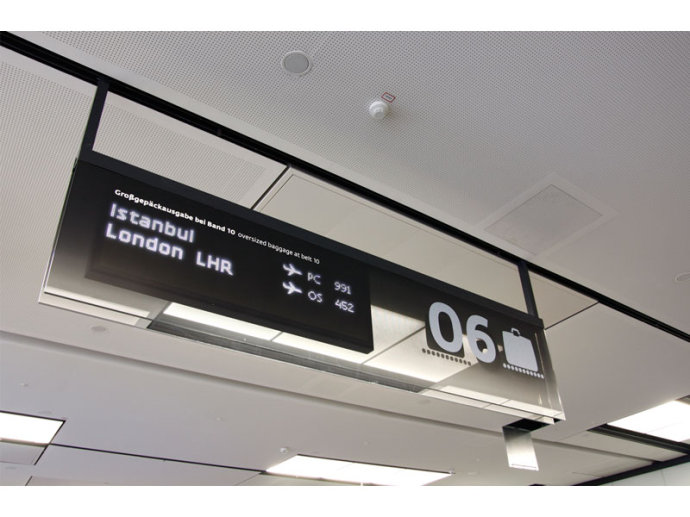 Großgepäckausgabe bei Band 10 oversized baggage at belt 10
Istanbul PC 991
London LHR OS 452
06